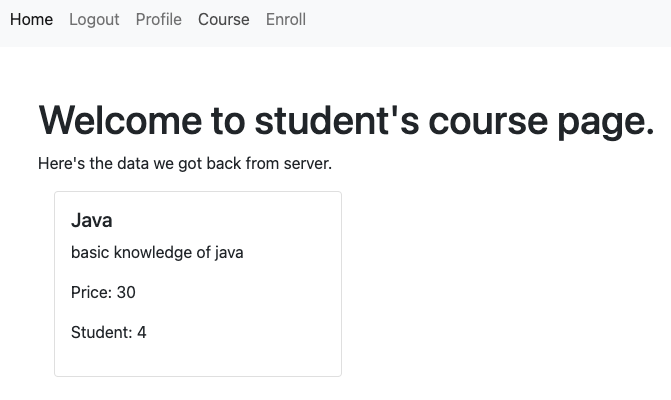 Home Logout Profile Course Enroll
Welcome to student's course page.
Here's the data we got back from server.
Java
basic knowledge of java
Price: 30
Student: 4